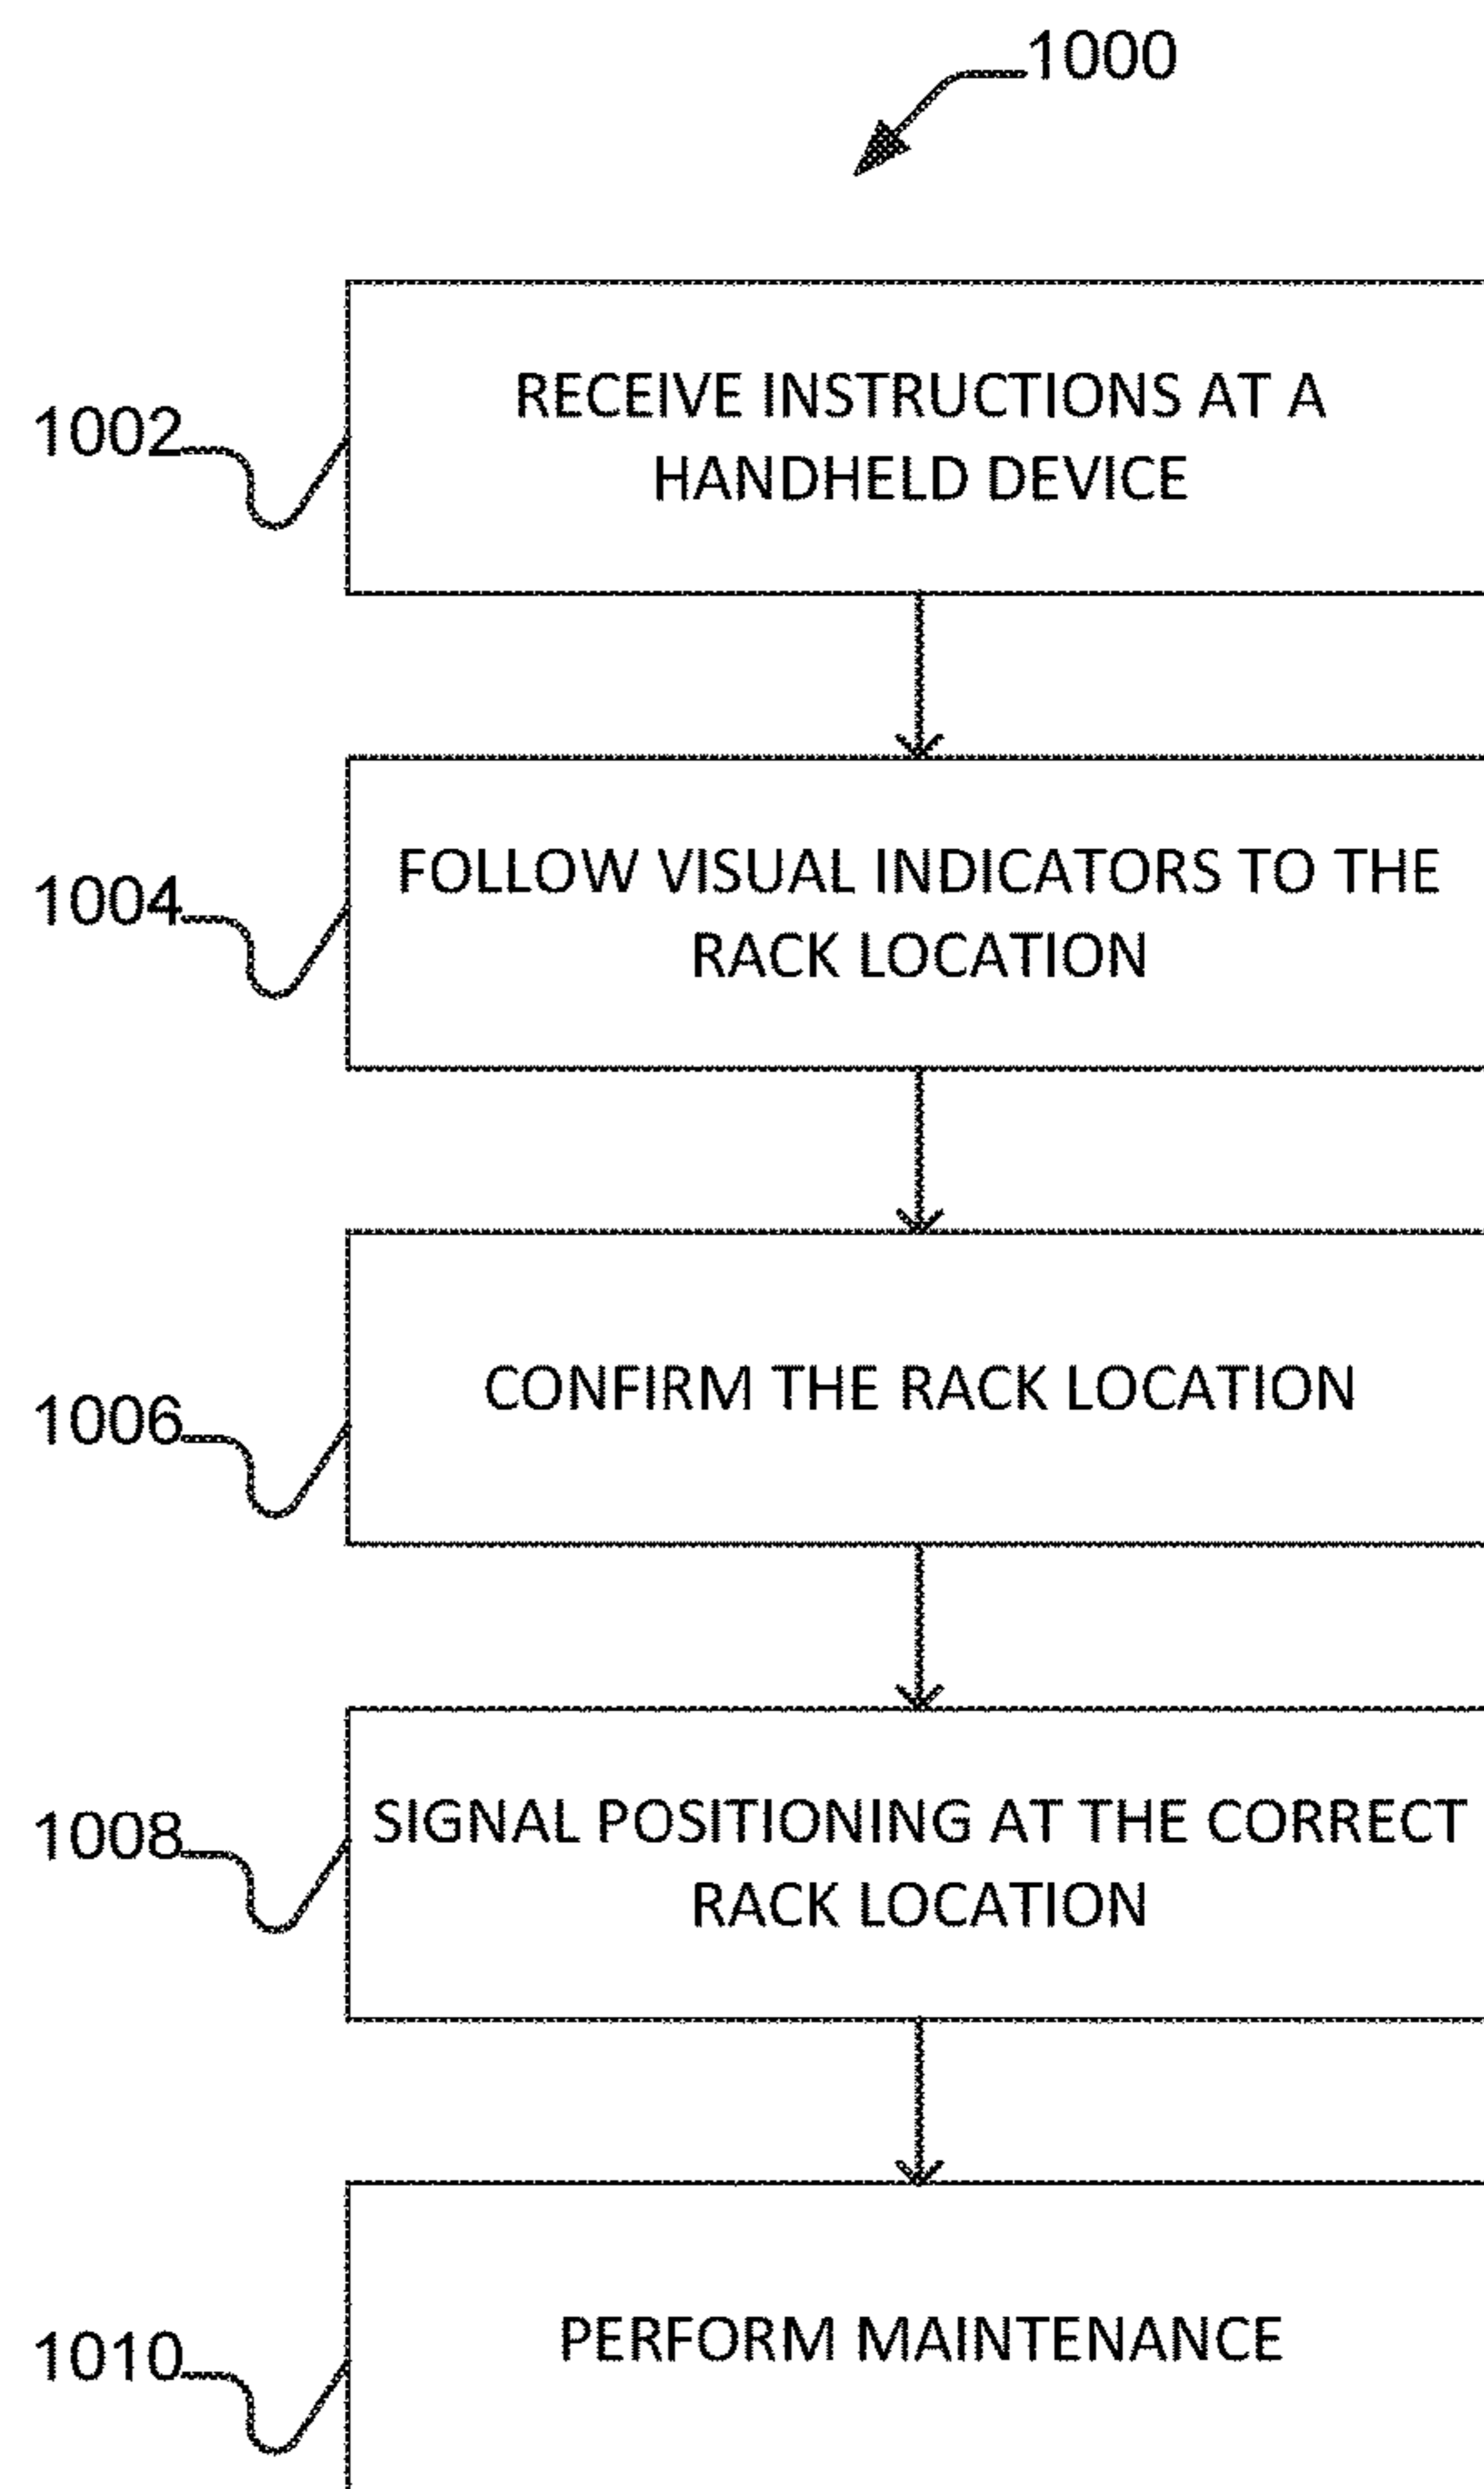 1000
1002
RECEIVE INSTRUCTIONS AT A
HANDHELD DEVICE
1004
FOLLOW VISUAL INDICATORS TO THE
RACK LOCATION
1006
CONFIRM THE RACK LOCATION
1008
SIGNAL POSITIONING AT THE CORRECT
RACK LOCATION
1010
PERFORM MAINTENANCE